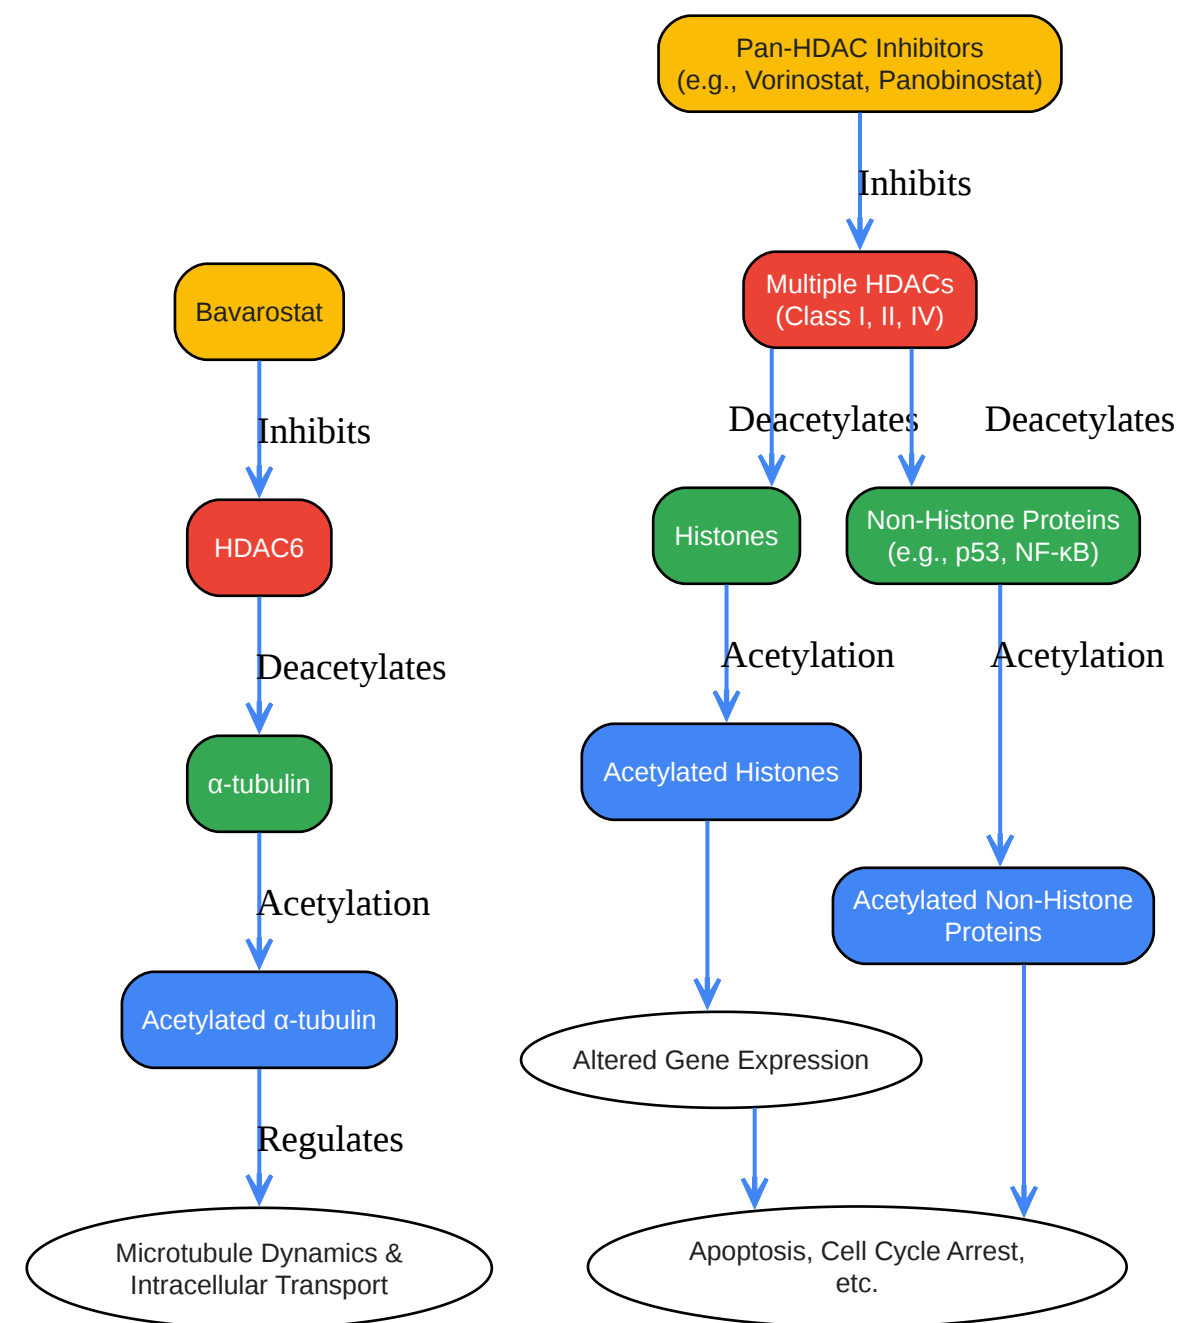 Pan-HDAC Inhibitors
(e.g., Vorinostat, Panobinostat)
Inhibits
Multiple HDACs
(Class I, II, IV)
Bavarostat
Inhibits
Deacetylates
Deacetylates
HDAC6
Histones
Non-Histone Proteins
(e.g., p53, NF-κB)
Deacetylates
Acetylation
Acetylation
α-tubulin
Acetylated Histones
Acetylation
Acetylated Non-Histone
Proteins
Acetylated α-tubulin
Altered Gene Expression
Regulates
Microtubule Dynamics &
Intracellular Transport
Apoptosis, Cell Cycle Arrest,
etc.